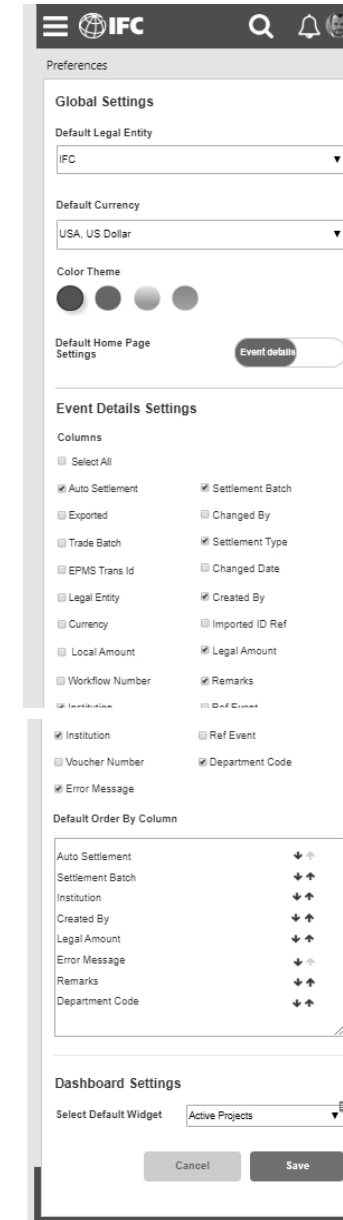 IFC
Preferences
Global Settings
Default Legal Entity
IFC
Default Currency
USA, US Dollar
Color Theme
Default Home Page
Settings
Event details
Event Details Settings
Columns
Select All
Auto Settlement
Settlement Batch
Exported
Changed By
Trade Batch
Settlement Type
EPMS Trans Id
Changed Date
Legal Entity
Created By
Currency
Imported ID Ref
Local Amount
Legal Amount
Workflow Number
Remarks
Institution
Ref Event
Institution
Ref Event
Voucher Number
Department Code
Error Message
Default Order By Column
Auto Settlement
Settlement Batch
Institution
Created By
Legal Amount
Error Message
Remarks
Department Code
Dashboard Settings
Select Default Widget
Active Projects
Cancel
Save